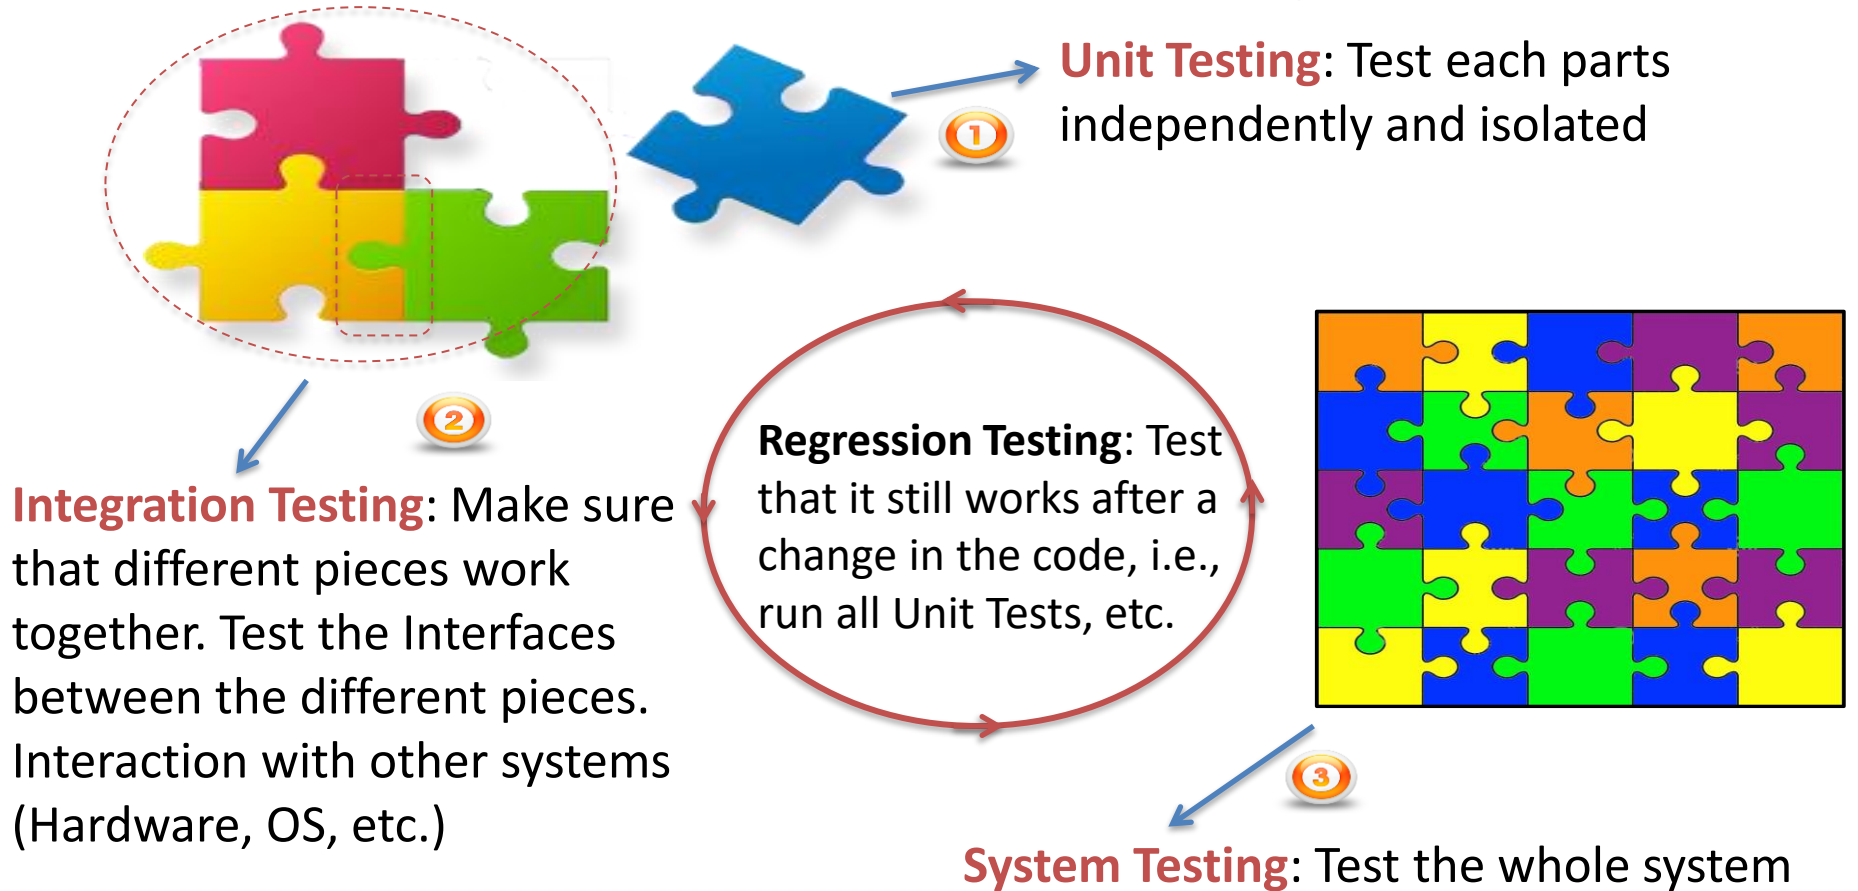 Unit Testing: Test each parts
independently and isolated
1
2
Integration Testing: Make sure
that different pieces work
together. Test the Interfaces
between the different pieces.
Interaction with other systems
(Hardware, OS, etc.)
Regression Testing: Test
that it still works after a
change in the code, i.e.,
run all Unit Tests, etc.
3
System Testing: Test the whole system